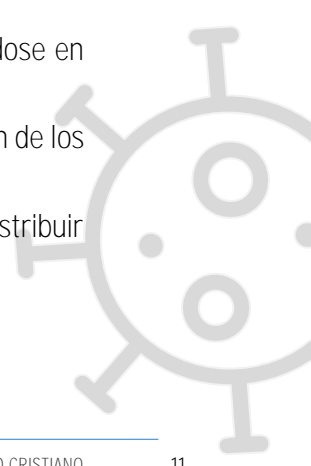 dose en
n de los
stribuir
O CRISTIANO 11